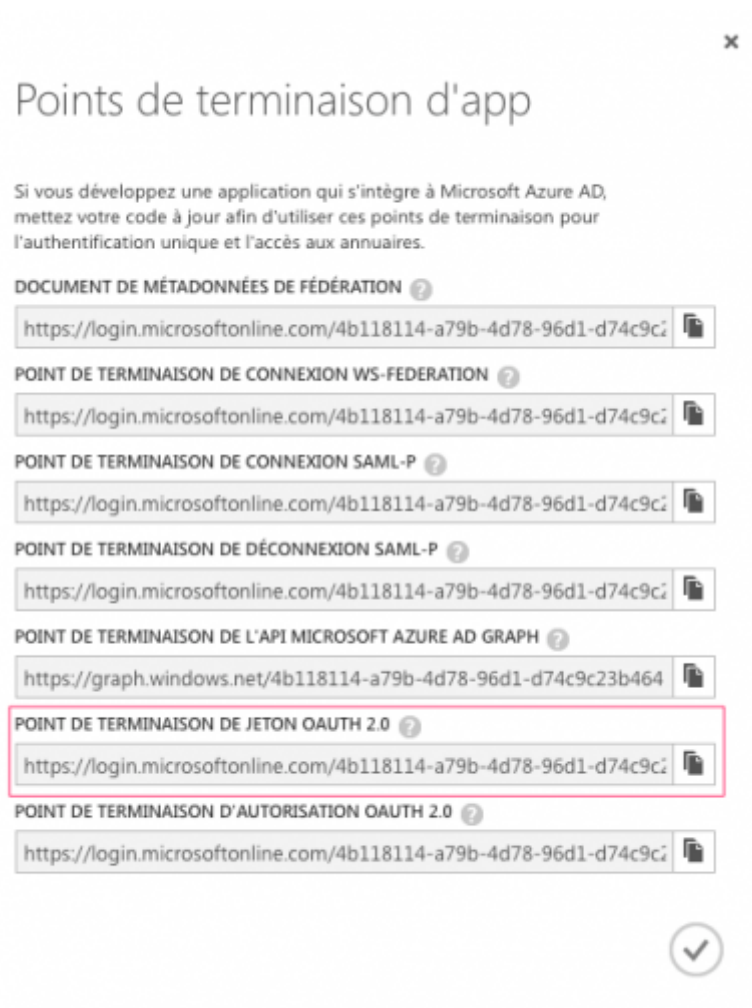 Points de terminaison d'app
Si vous développez une application qui s'intègre à Microsoft Azure AD,
mettez votre code à jour afin d'utiliser ces points de terminaison pour
l'authentification unique et l'accès aux annuaires.
DOCUMENT DE MÉTADONNÉES DE FÉDÉRATION ?
https://login.microsoftonline.com/4b118114-a79b-4d78-96d1-d74c9c2
POINT DE TERMINAISON DE CONNEXION WS-FEDERATION ?
https://login.microsoftonline.com/4b118114-a79b-4d78-96d1-d74c9c2
POINT DE TERMINAISON DE CONNEXION SAML-P ?
https://login.microsoftonline.com/4b118114-a79b-4d78-96d1-d74c9c2
POINT DE TERMINAISON DE DÉCONNEXION SAML-P ?
https://login.microsoftonline.com/4b118114-a79b-4d78-96d1-d74c9c2
POINT DE TERMINAISON DE L'API MICROSOFT AZURE AD GRAPH ?
https://graph.windows.net/4b118114-a79b-4d78-96d1-d74c9c23b464
POINT DE TERMINAISON DE JETON OAUTH 2.0 ?
https://login.microsoftonline.com/4b118114-a79b-4d78-96d1-d74c9c2
POINT DE TERMINAISON D'AUTORISATION OAUTH 2.0 ?
https://login.microsoftonline.com/4b118114-a79b-4d78-96d1-d74c9c2